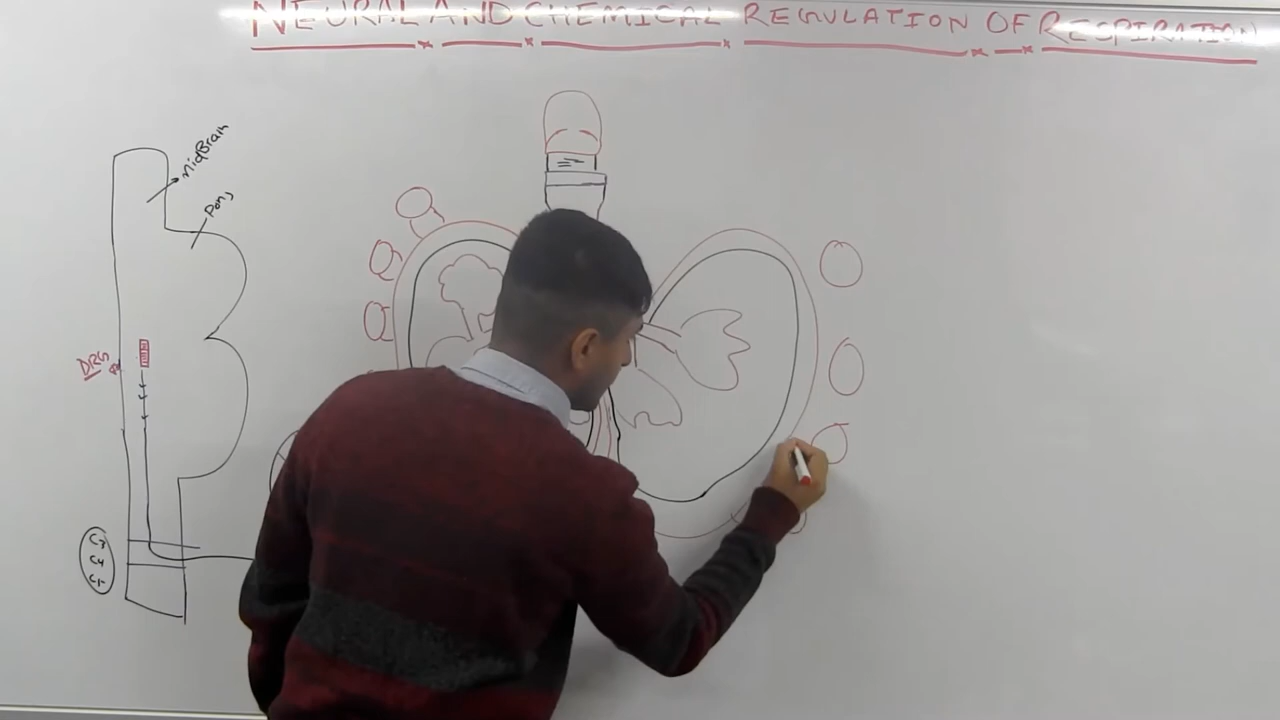 NEURAL AND CHEMICAL REGULATION OF RESPIRATION
MidBrain
Pons
DRG
C3
C4
C5